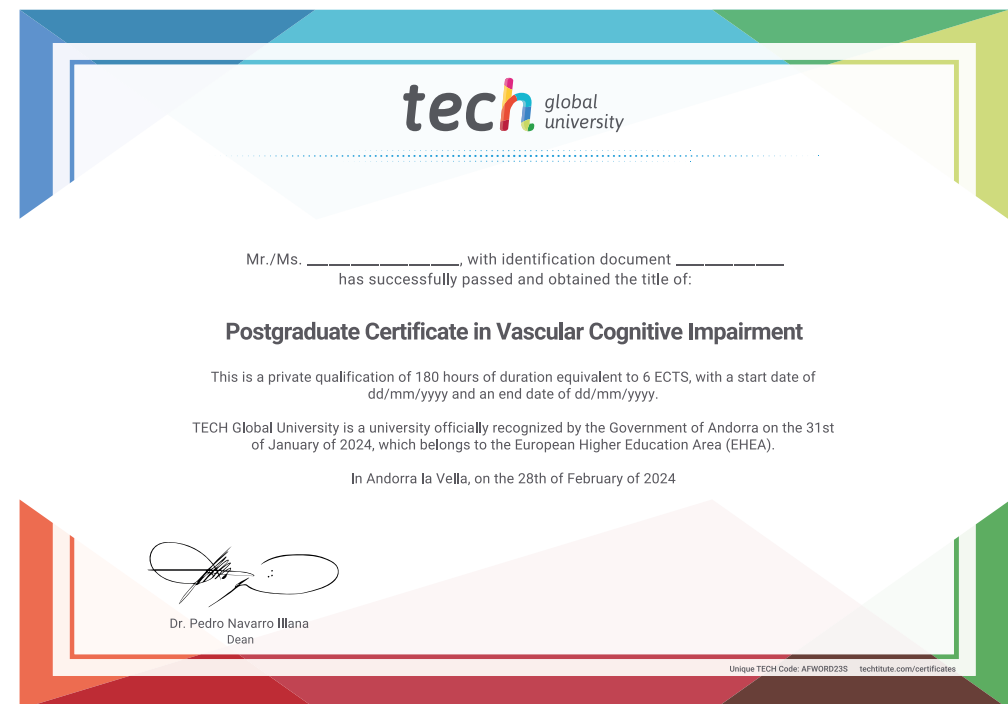 tech global
university
Mr./Ms. ___________________, with identification document ______________
has successfully passed and obtained the title of:
Postgraduate Certificate in Vascular Cognitive Impairment
This is a private qualification of 180 hours of duration equivalent to 6 ECTS, with a start date of
dd/mm/yyyy and an end date of dd/mm/yyyy.
TECH Global University is a university officially recognized by the Government of Andorra on the 31st
of January of 2024, which belongs to the European Higher Education Area (EHEA).
In Andorra la Vella, on the 28th of February of 2024
Dr. Pedro Navarro Illana
Dean
Unique TECH Code: AFWORD23S techtitute.com/certificates